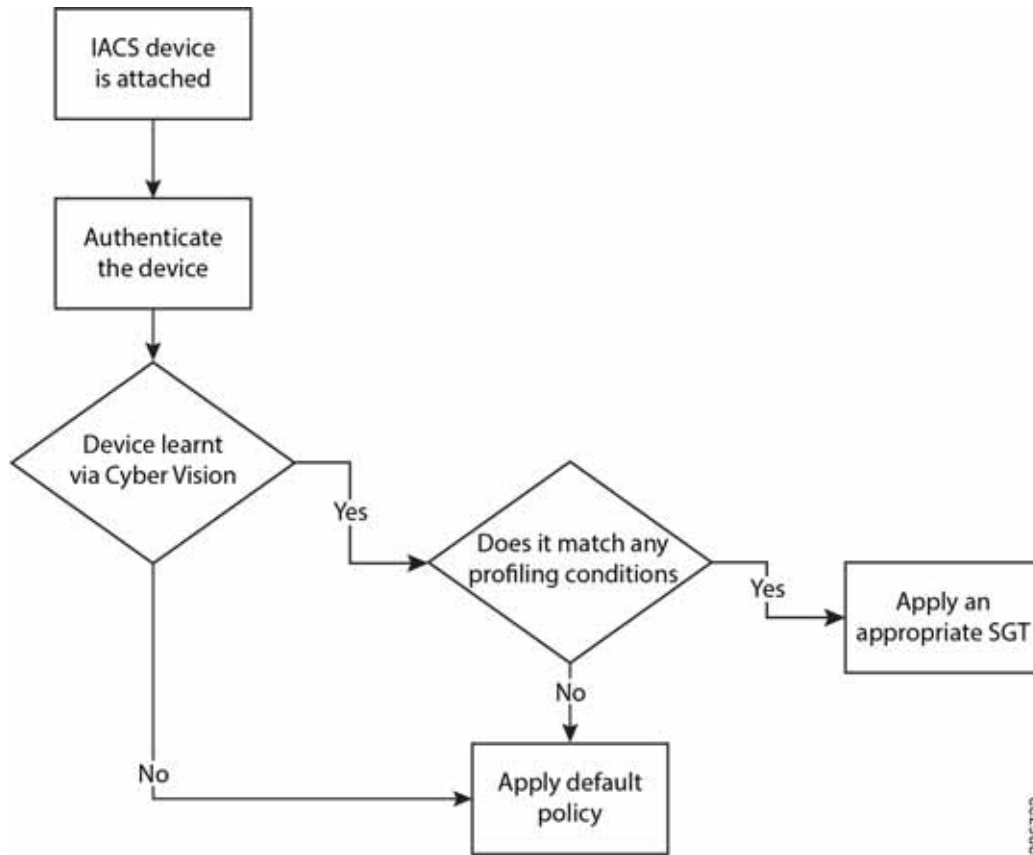 IACS device
is attached
Authenticate
the device
Device learnt
via Cyber Vision
Yes
Does it match any
profiling conditions
Yes
Apply an
appropriate SGT
No
No
Apply default
policy